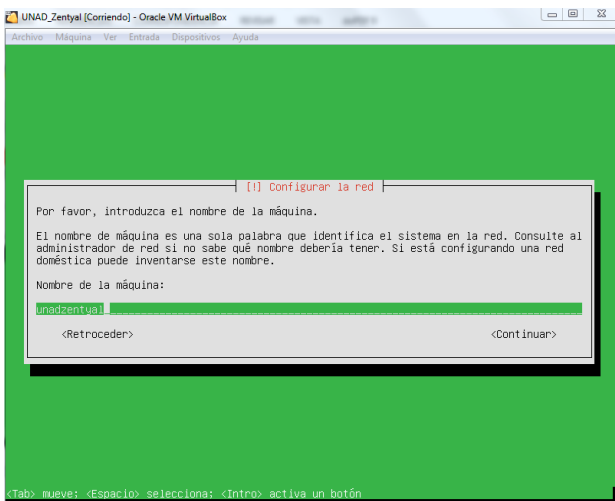 UNAD_Zentyal [Corriendo] - Oracle VM VirtualBox
Archivo Máquina Ver Entrada Dispositivos Ayuda
[!] Configurar la red
Por favor, introduzca el nombre de la máquina.
El nombre de máquina es una sola palabra que identifica el sistema en la red. Consulte al
administrador de red si no sabe qué nombre debería tener. Si está configurando una red
doméstica puede inventarse este nombre.
Nombre de la máquina:
unadzentyal
<Retroceder> <Continuar>
<Tab> mueve; <Espacio> selecciona; <Intro> activa un botón